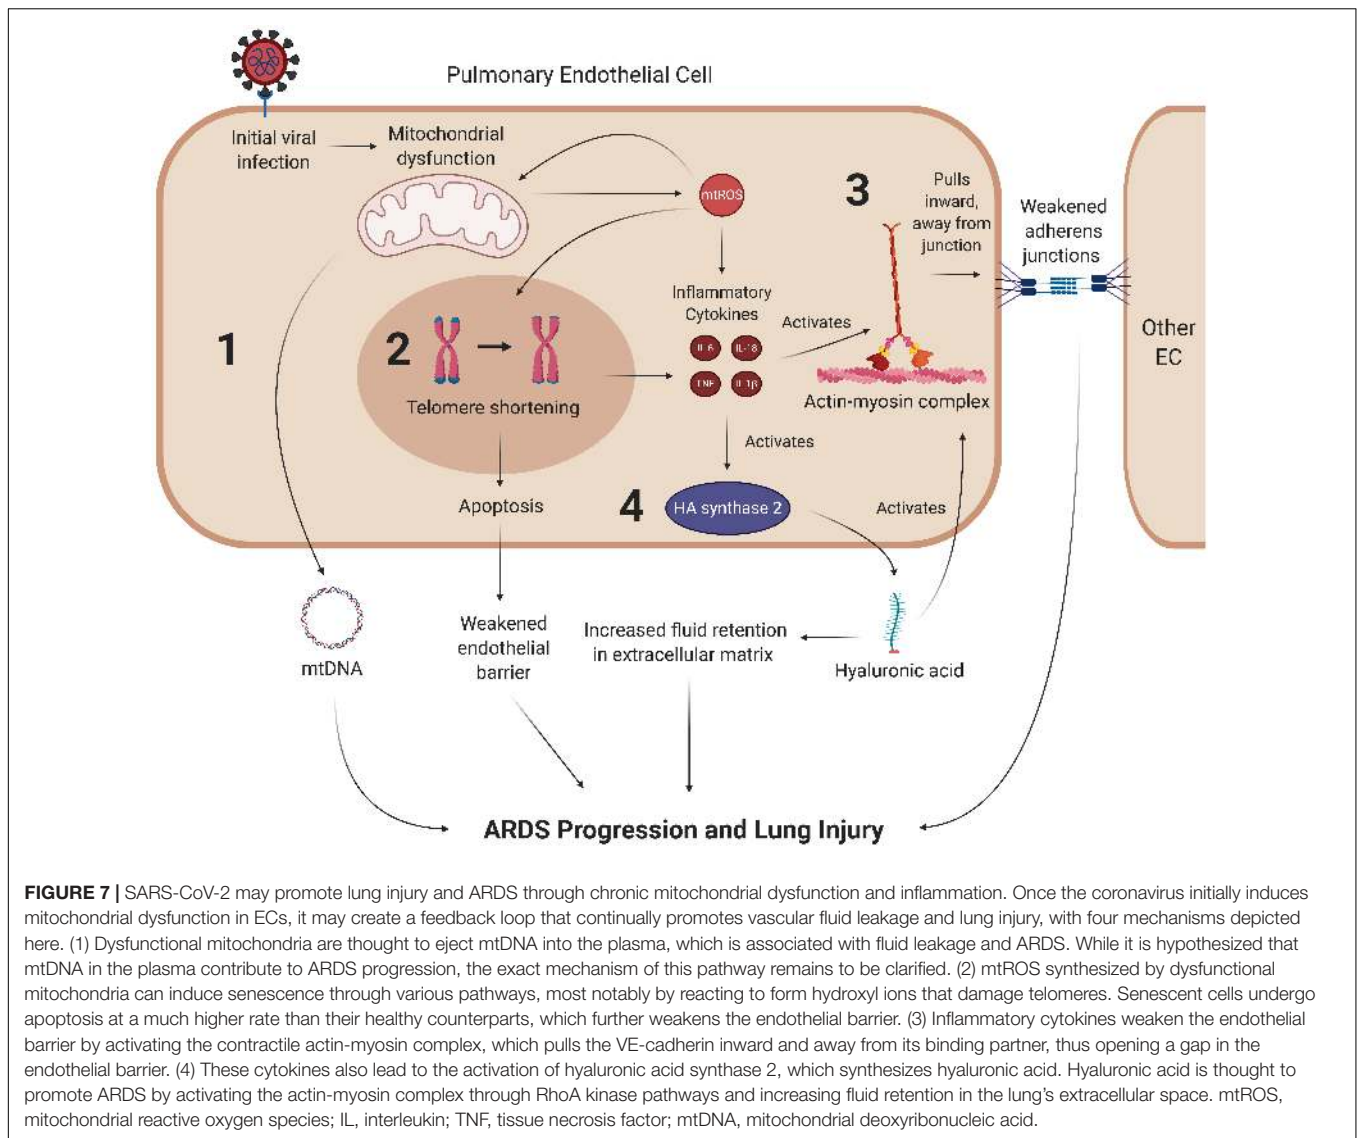 Pulmonary Endothelial Cell
Initial viral
infection
Mitochondrial
dysfunction
mtROS
3
Pulls
inward,
away from
junction
Weakened
adherens
junctions
Inflammatory
Cytokines
Activates
1
2
IL-6
IL-18
TNF
IL-1β
Other
EC
Telomere shortening
Actin-myosin complex
Activates
Apoptosis
4
HA synthase 2
Activates
Weakened
endothelial
barrier
Increased fluid retention
in extracellular matrix
mtDNA
Hyaluronic acid
ARDS Progression and Lung Injury
FIGURE 7 | SARS-CoV-2 may promote lung injury and ARDS through chronic mitochondrial dysfunction and inflammation. Once the coronavirus initially induces
mitochondrial dysfunction in ECs, it may create a feedback loop that continually promotes vascular fluid leakage and lung injury, with four mechanisms depicted
here. (1) Dysfunctional mitochondria are thought to eject mtDNA into the plasma, which is associated with fluid leakage and ARDS. While it is hypothesized that
mtDNA in the plasma contribute to ARDS progression, the exact mechanism of this pathway remains to be clarified. (2) mtROS synthesized by dysfunctional
mitochondria can induce senescence through various pathways, most notably by reacting to form hydroxyl ions that damage telomeres. Senescent cells undergo
apoptosis at a much higher rate than their healthy counterparts, which further weakens the endothelial barrier. (3) Inflammatory cytokines weaken the endothelial
barrier by activating the contractile actin-myosin complex, which pulls the VE-cadherin inward and away from its binding partner, thus opening a gap in the
endothelial barrier. (4) These cytokines also lead to the activation of hyaluronic acid synthase 2, which synthesizes hyaluronic acid. Hyaluronic acid is thought to
promote ARDS by activating the actin-myosin complex through RhoA kinase pathways and increasing fluid retention in the lung's extracellular space. mtROS,
mitochondrial reactive oxygen species; IL, interleukin; TNF, tissue necrosis factor; mtDNA, mitochondrial deoxyribonucleic acid.